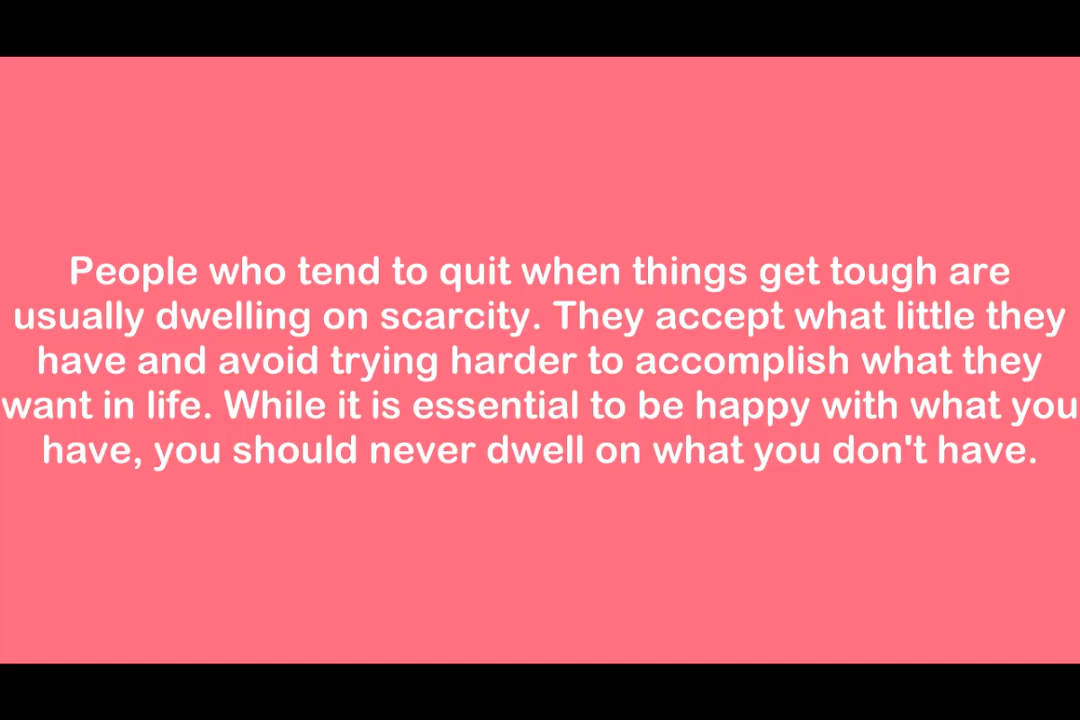 People who tend to quit when things get tough are
usually dwelling on scarcity. They accept what little they
have and avoid trying harder to accomplish what they
want in life. While it is essential to be happy with what you
have, you should never dwell on what you don't have.